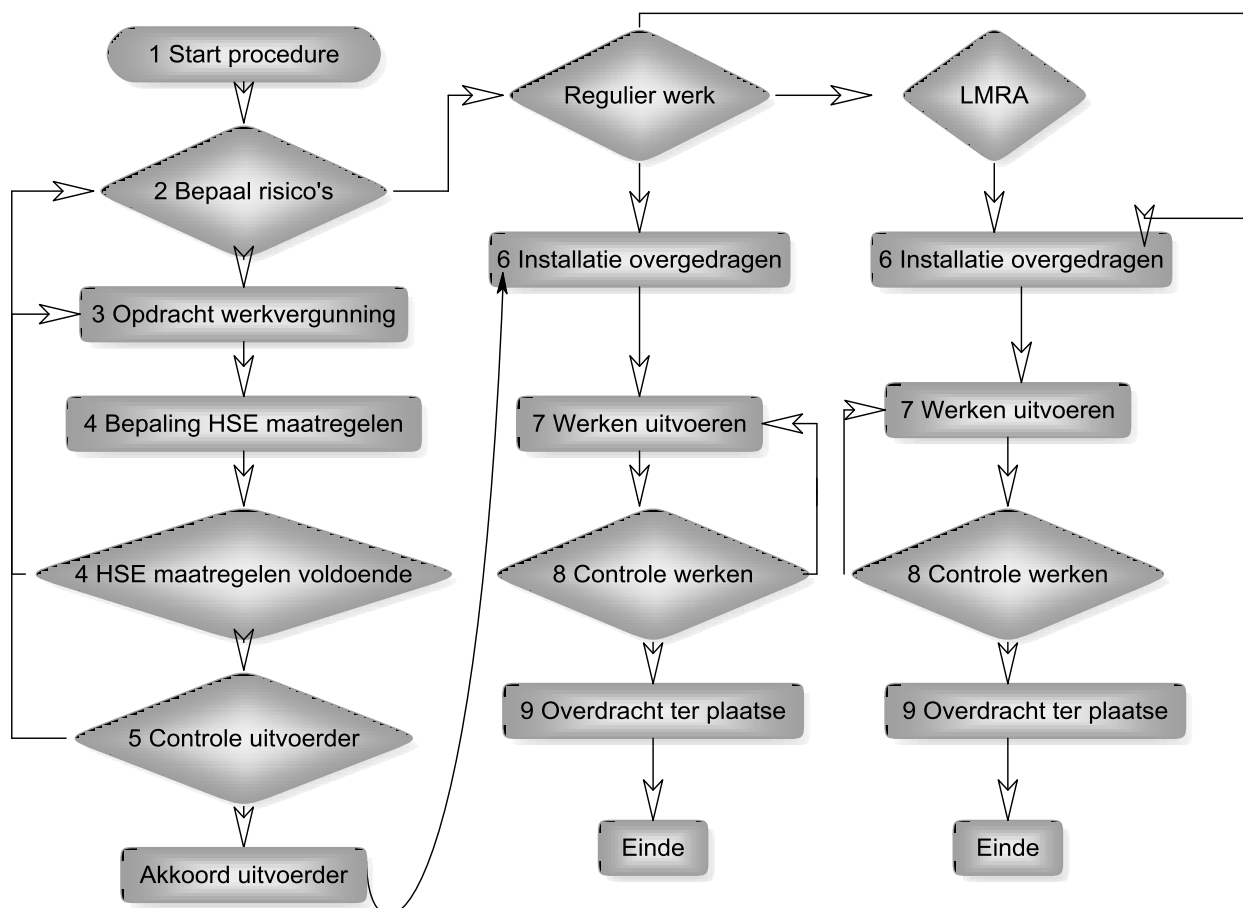 1 Start procedure
2 Bepaal risico's
3 Opdracht werkvergunning
4 Bepaling HSE maatregelen
4 HSE maatregelen voldoende
5 Controle uitvoerder
Akkoord uitvoerder
Regulier werk
6 Installatie overgedragen
7 Werken uitvoeren
8 Controle werken
9 Overdracht ter plaatse
Einde
LMRA
6 Installatie overgedragen
7 Werken uitvoeren
8 Controle werken
9 Overdracht ter plaatse
Einde